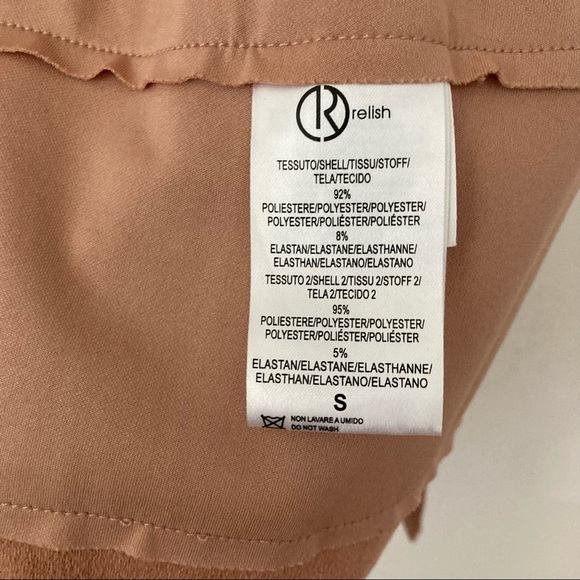 R relish
TESSUTO/SHELL/TISSU/STOFF/
TELA/TECIDO
92%
POLIESTERE/POLYESTER/POLYESTER/
POLYESTER/POLIÉSTER/POLIÉSTER
8%
ELASTAN/ELASTANE/ELASTHANNE/
ELASTHAN/ELASTANO/ELASTANO
TESSUTO 2/SHELL 2/TISSU 2/STOFF 2/
TELA 2/TECIDO 2
95%
POLIESTERE/POLYESTER/POLYESTER/
POLYESTER/POLIÉSTER/POLIÉSTER
5%
ELASTAN/ELASTANE/ELASTHANNE/
ELASTHAN/ELASTANO/ELASTANO
S
NON LAVARE A UMIDO
DO NOT WASH